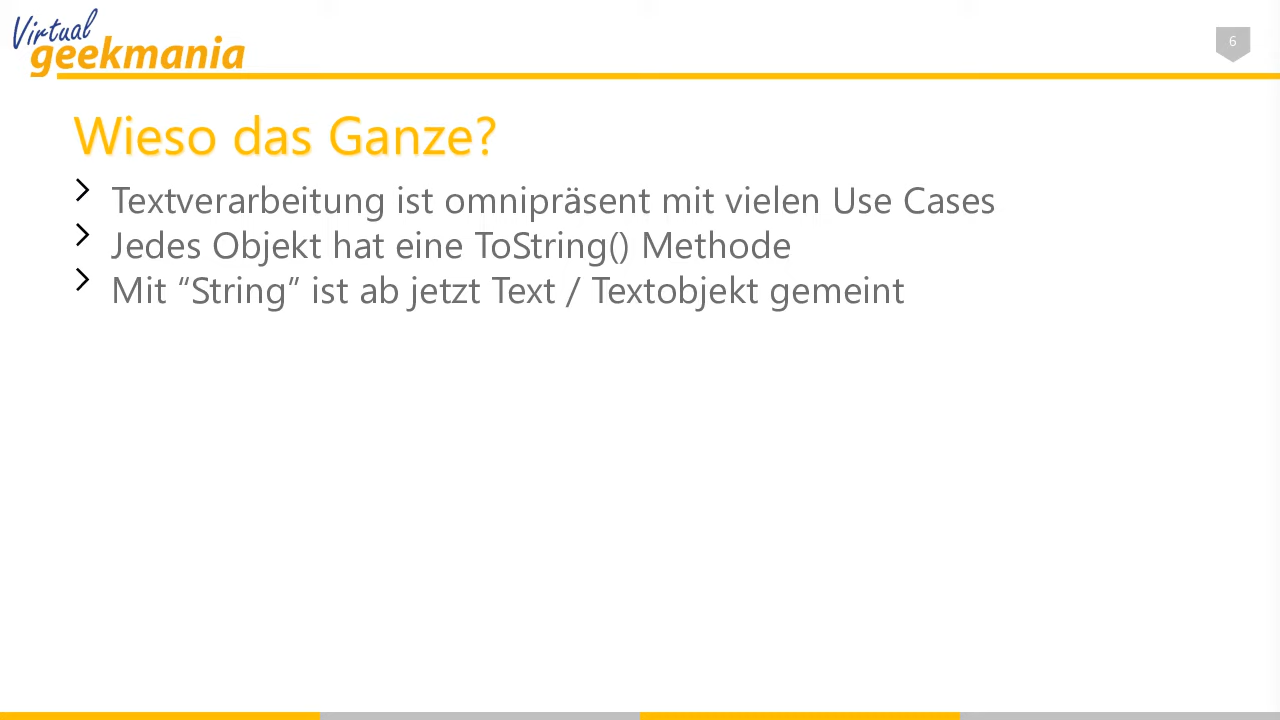 Virtual
geekmania
6
Wieso das Ganze?
Textverarbeitung ist omnipräsent mit vielen Use Cases
Jedes Objekt hat eine ToString() Methode
Mit “String” ist ab jetzt Text / Textobjekt gemeint